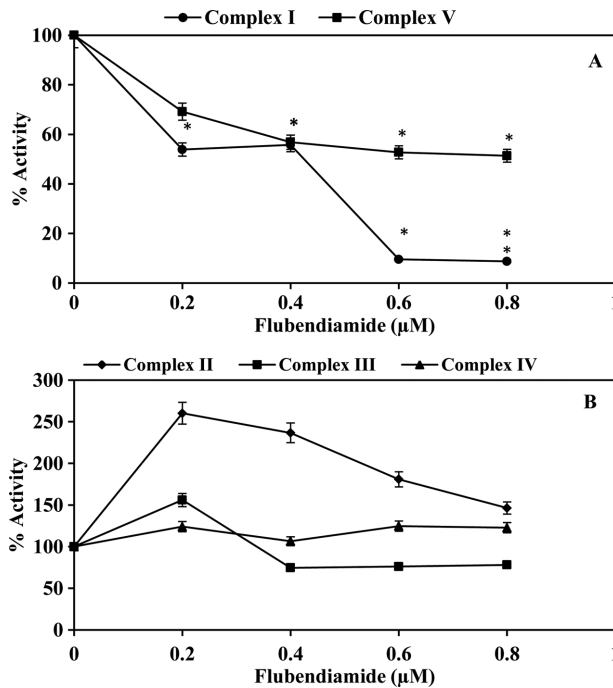 Complex I Complex V
100
A
80
*
*
*
*
60
% Activity
40
*
*
*
20
0
0 0.2 0.4 0.6 0.8 1
Flubendiamide (µM)
Complex II Complex III Complex IV
300
B
250
200
% Activity
150
100
50
0
0 0.2 0.4 0.6 0.8 1
Flubendiamide (µM)